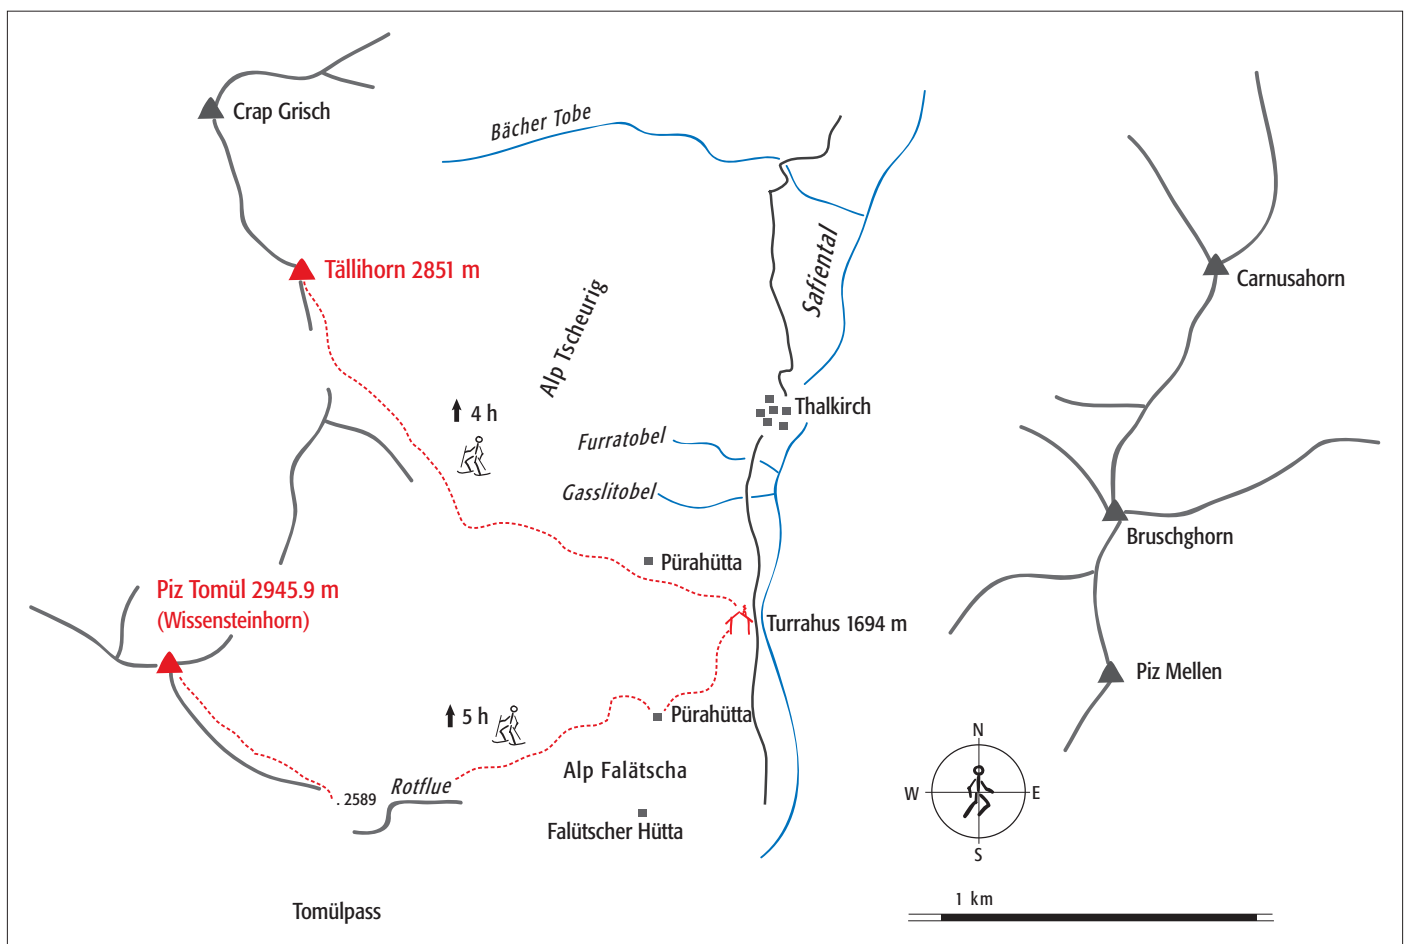 Crap Grisch
Bächer Tobe
Tällihorn 2851 m
Safiental
Carnusahorn
Alp Tscheurig
4 h
Thalkirch
Furratobel
Gasslitobel
Bruschghorn
Pürahütta
Piz Tomül 2945.9 m
(Wissensteinhorn)
Turrahus 1694 m
Piz Mellen
5 h
Pürahütta
N
Alp Falätscha
Rotflue
. 2589
W
E
Falütscher Hütta
S
1 km
Tomülpass